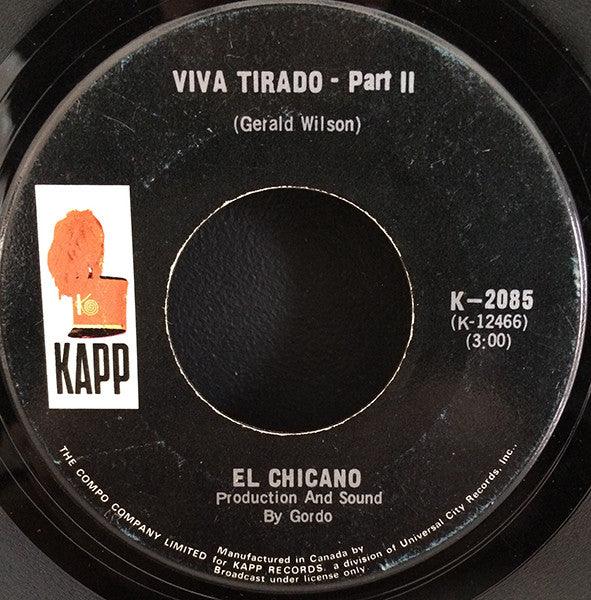 VIVA TIRADO - Part II
(Gerald Wilson)
K
KAPP
K-2085
(K-12466)
(3:00)
EL CHICANO
Production And Sound
By Gordo
Manufactured in Canada by
THE COMPO COMPANY LIMITED for KAPP RECORDS, a division of Universal City Records, Inc.,
Broadcast under license only